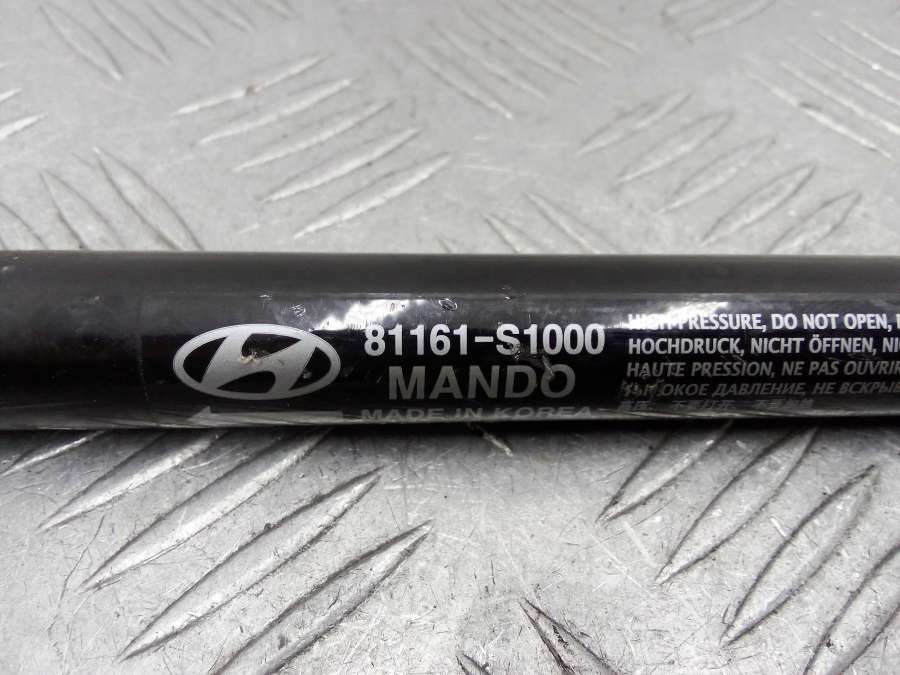 81161-S1000
MANDO
MADE IN KOREA
HIGH PRESSURE, DO NOT OPEN,
HOCHDRUCK, NICHT ÖFFNEN,
HAUTE PRESSION, NE PAS OUVRIR
ВЫСОКОЕ ДАВЛЕНИЕ, НЕ ВСКРЫВ